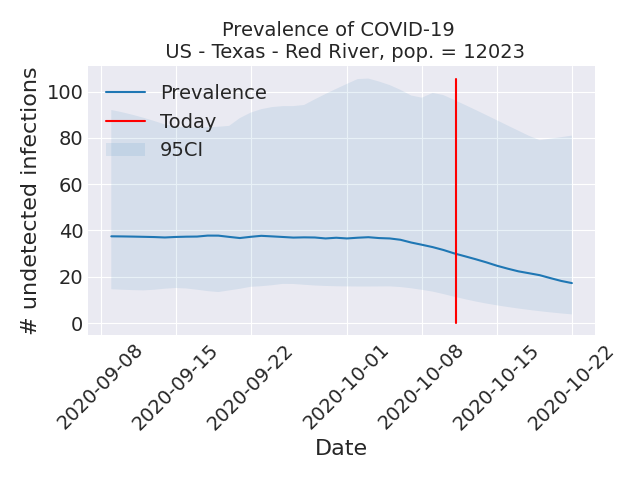 Prevalence of COVID-19
US - Texas - Red River, pop. = 12023
# undetected infections
100
80
60
40
20
0
Prevalence
Today
95CI
2020-09-08
2020-09-15
2020-09-22
2020-10-01
2020-10-08
2020-10-15
2020-10-22
Date